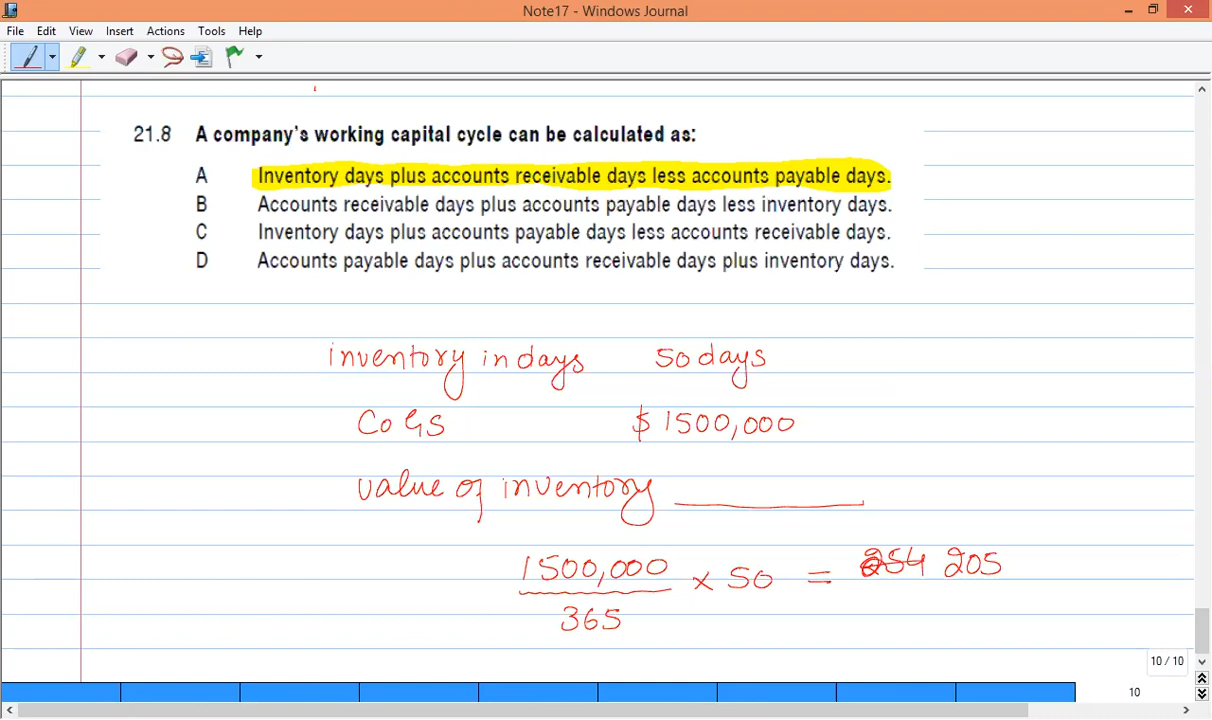 Note17 - Windows Journal
File Edit View Insert Actions Tools Help
21.8 A company's working capital cycle can be calculated as:
A Inventory days plus accounts receivable days less accounts payable days.
B Accounts receivable days plus accounts payable days less inventory days.
C Inventory days plus accounts payable days less accounts receivable days.
D Accounts payable days plus accounts receivable days plus inventory days.
inventory in days 50 days
CoGS $1500,000
value of inventory
1500,000 × 50 = 254 205
365
10 / 10
10